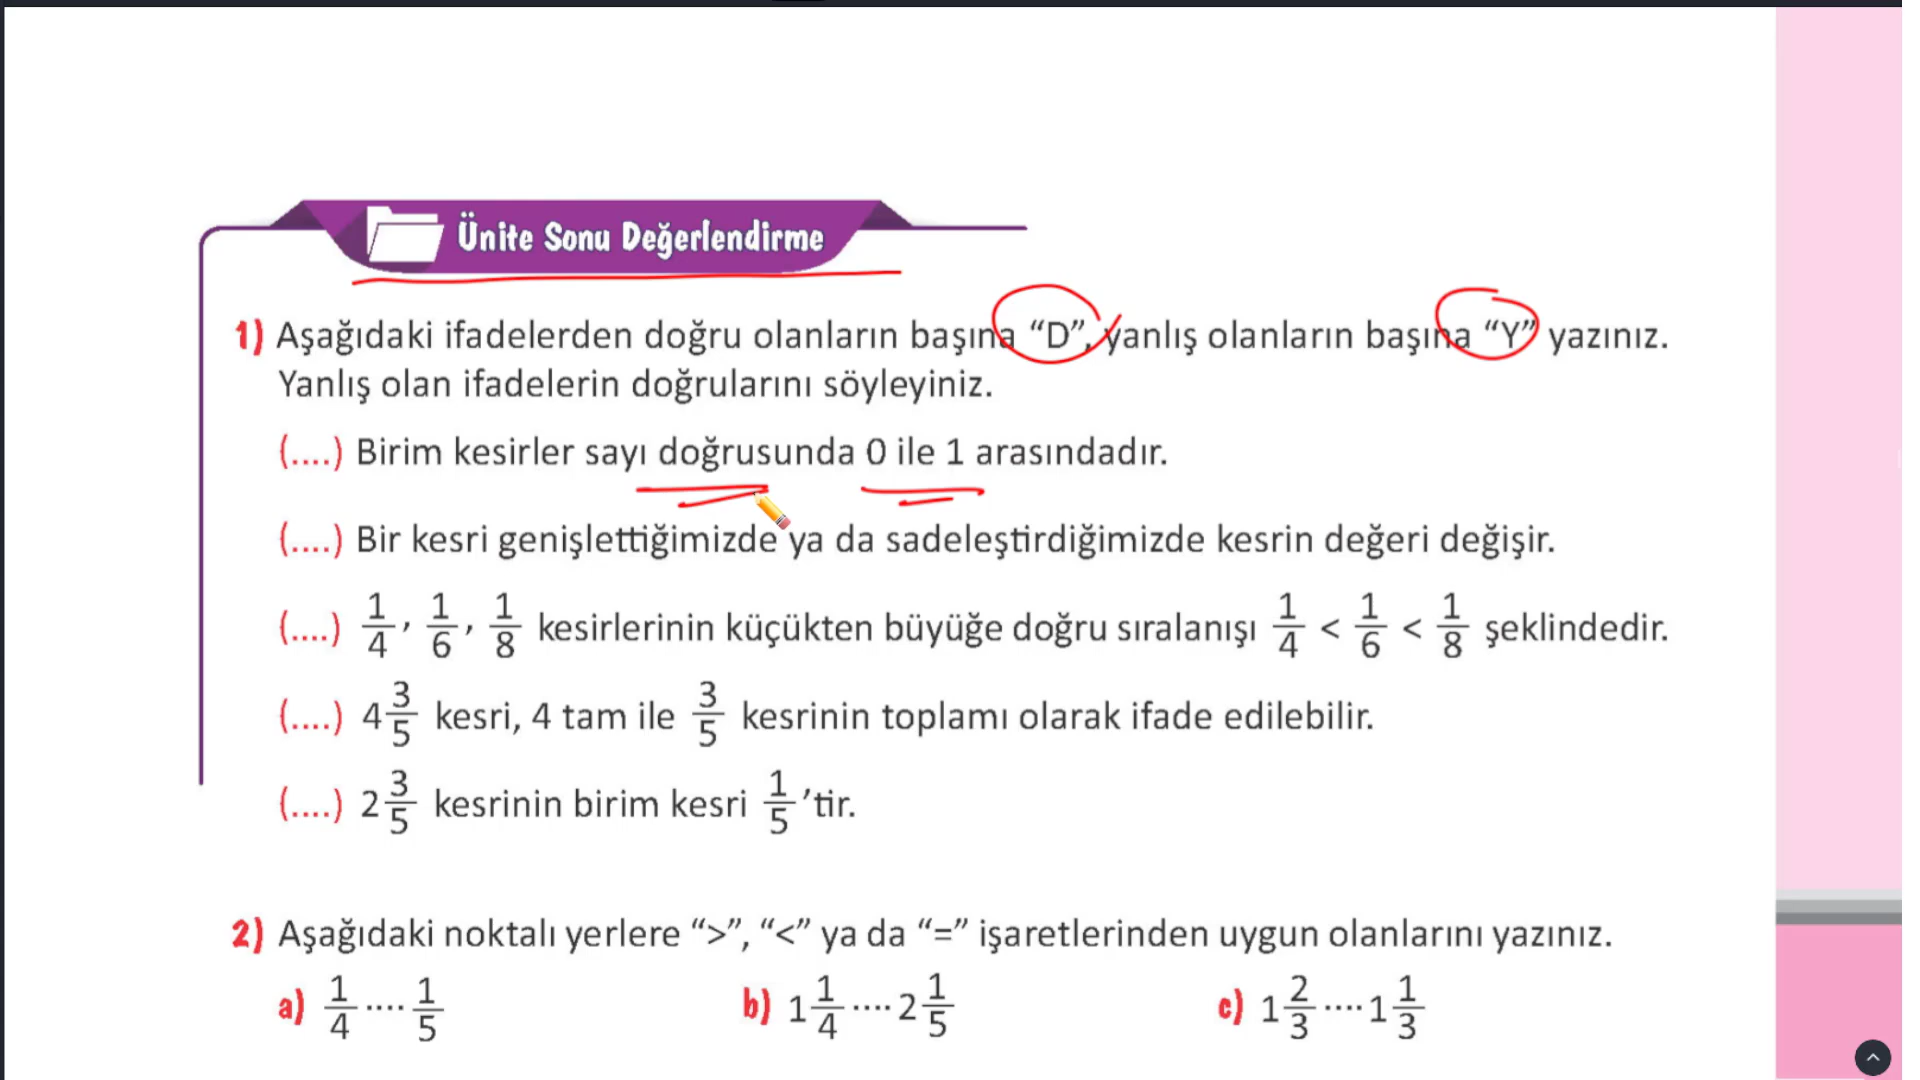 Ünite Sonu Değerlendirme
1) Aşağıdaki ifadelerden doğru olanların başına “D”, yanlış olanların başına “Y” yazınız.
Yanlış olan ifadelerin doğrularını söyleyiniz.
(....) Birim kesirler sayı doğrusunda 0 ile 1 arasındadır.
(....) Bir kesri genişlettiğimizde ya da sadeleştirdiğimizde kesrin değeri değişir.
(....) 1/4, 1/6, 1/8 kesirlerinin küçükten büyüğe doğru sıralanışı 1/4 < 1/6 < 1/8 şeklindedir.
(....) 4 3/5 kesri, 4 tam ile 3/5 kesrinin toplamı olarak ifade edilebilir.
(....) 2 3/5 kesrinin birim kesri 1/5’tir.
2) Aşağıdaki noktalı yerlere “>”, “<” ya da “=” işaretlerinden uygun olanlarını yazınız.
a) 1/4 .... 1/5 b) 1 1/4 .... 2 1/5 c) 1 2/3 .... 1 1/3